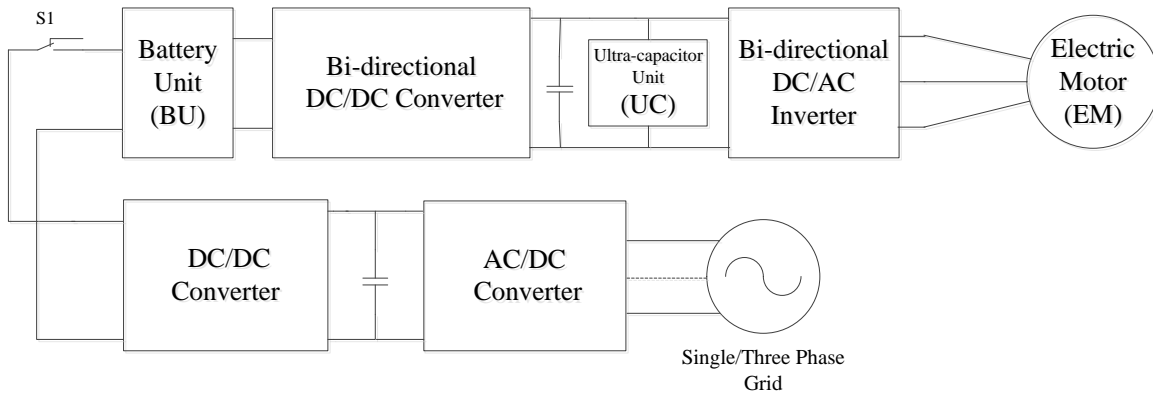 S1
Battery
Unit
(BU)
Bi-directional
DC/DC Converter
Ultra-capacitor
Unit
(UC)
Bi-directional
DC/AC
Inverter
Electric
Motor
(EM)
DC/DC
Converter
AC/DC
Converter
Single/Three Phase
Grid